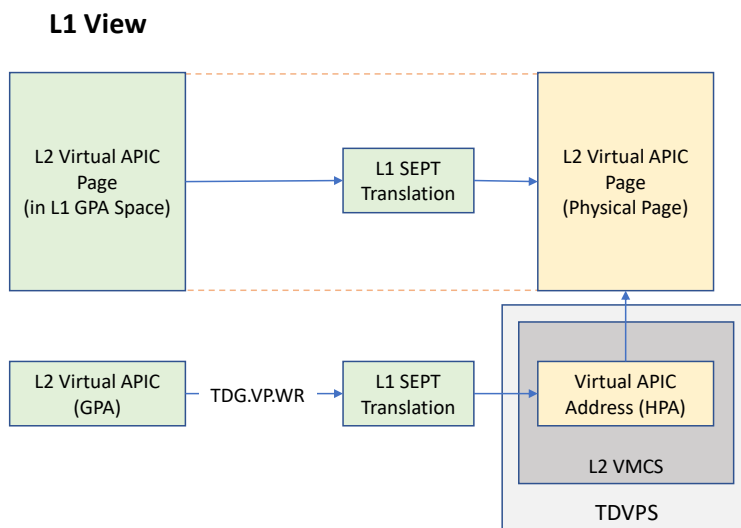 L1 View
L2 Virtual APIC
Page
(in L1 GPA Space)
L1 SEPT
Translation
L2 Virtual APIC
Page
(Physical Page)
L2 Virtual APIC
(GPA)
TDG.VP.WR
L1 SEPT
Translation
Virtual APIC
Address (HPA)
L2 VMCS
TDVPS